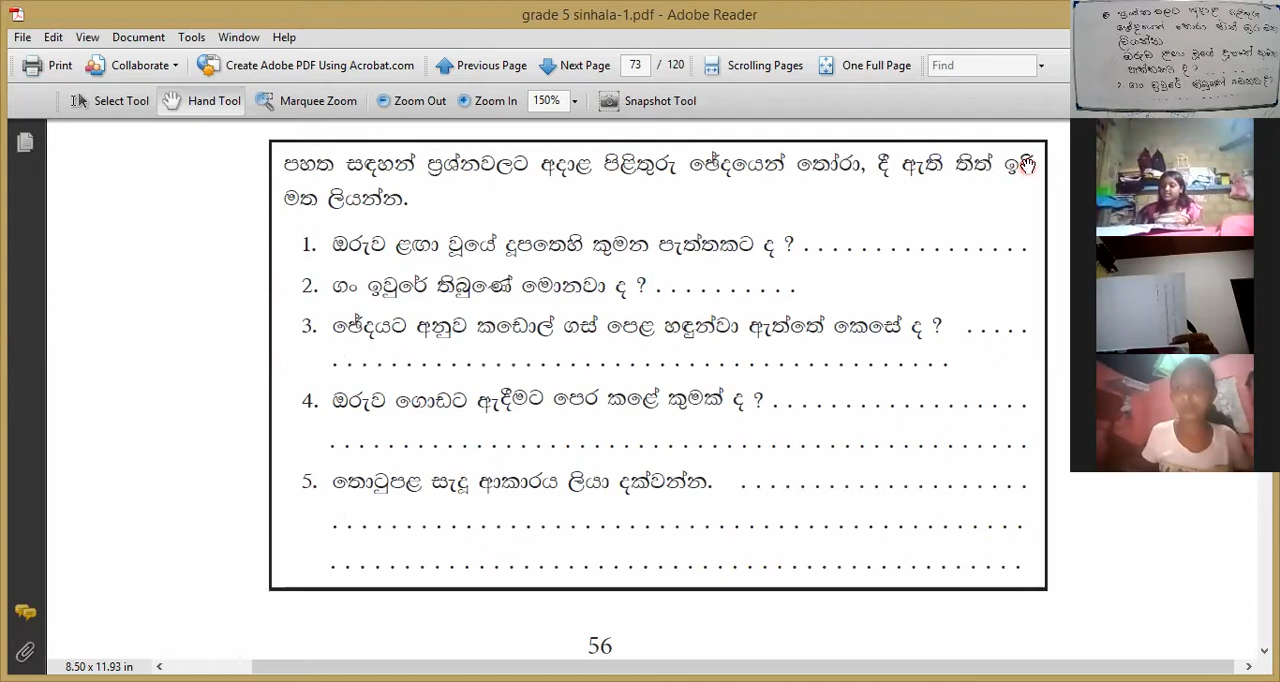 grade 5 sinhala-1.pdf - Adobe Reader
File Edit View Document Tools Window Help
Print Collaborate Create Adobe PDF Using Acrobat.com Previous Page Next Page 73 / 120 Scrolling Pages One Full Page Find
Select Tool Hand Tool Marquee Zoom Zoom Out Zoom In 150% Snapshot Tool
පහත සඳහන් ප්‍රශ්නවලට අදාළ පිළිතුරු ඡේදයෙන් තෝරා, දී ඇති තිත් ඉරි
මත ලියන්න.
1. ඔරුව ළඟා වූයේ දූපතෙහි කුමන පැත්තකට ද ? . . . . . . . . . . . . . . . .
2. ගං ඉවුරේ තිබුණේ මොනවා ද ? . . . . . . . . . .
3. ඡේදයට අනුව කඩොල් ගස් පෙළ හඳුන්වා ඇත්තේ කෙසේ ද ? . . . . .
. . . . . . . . . . . . . . . . . . . . . . . . . . . . . . . . . . . . . . . . . .
4. ඔරුව ගොඩට ඇදීමට පෙර කළේ කුමක් ද ? . . . . . . . . . . . . . . . . . .
. . . . . . . . . . . . . . . . . . . . . . . . . . . . . . . . . . . . . . . . . . . . . . .
5. තොටුපළ සැදූ ආකාරය ලියා දක්වන්න. . . . . . . . . . . . . . . . . . . . .
. . . . . . . . . . . . . . . . . . . . . . . . . . . . . . . . . . . . . . . . . . . . . . .
. . . . . . . . . . . . . . . . . . . . . . . . . . . . . . . . . . . . . . . . . . . . . . .
56
8.50 x 11.93 in